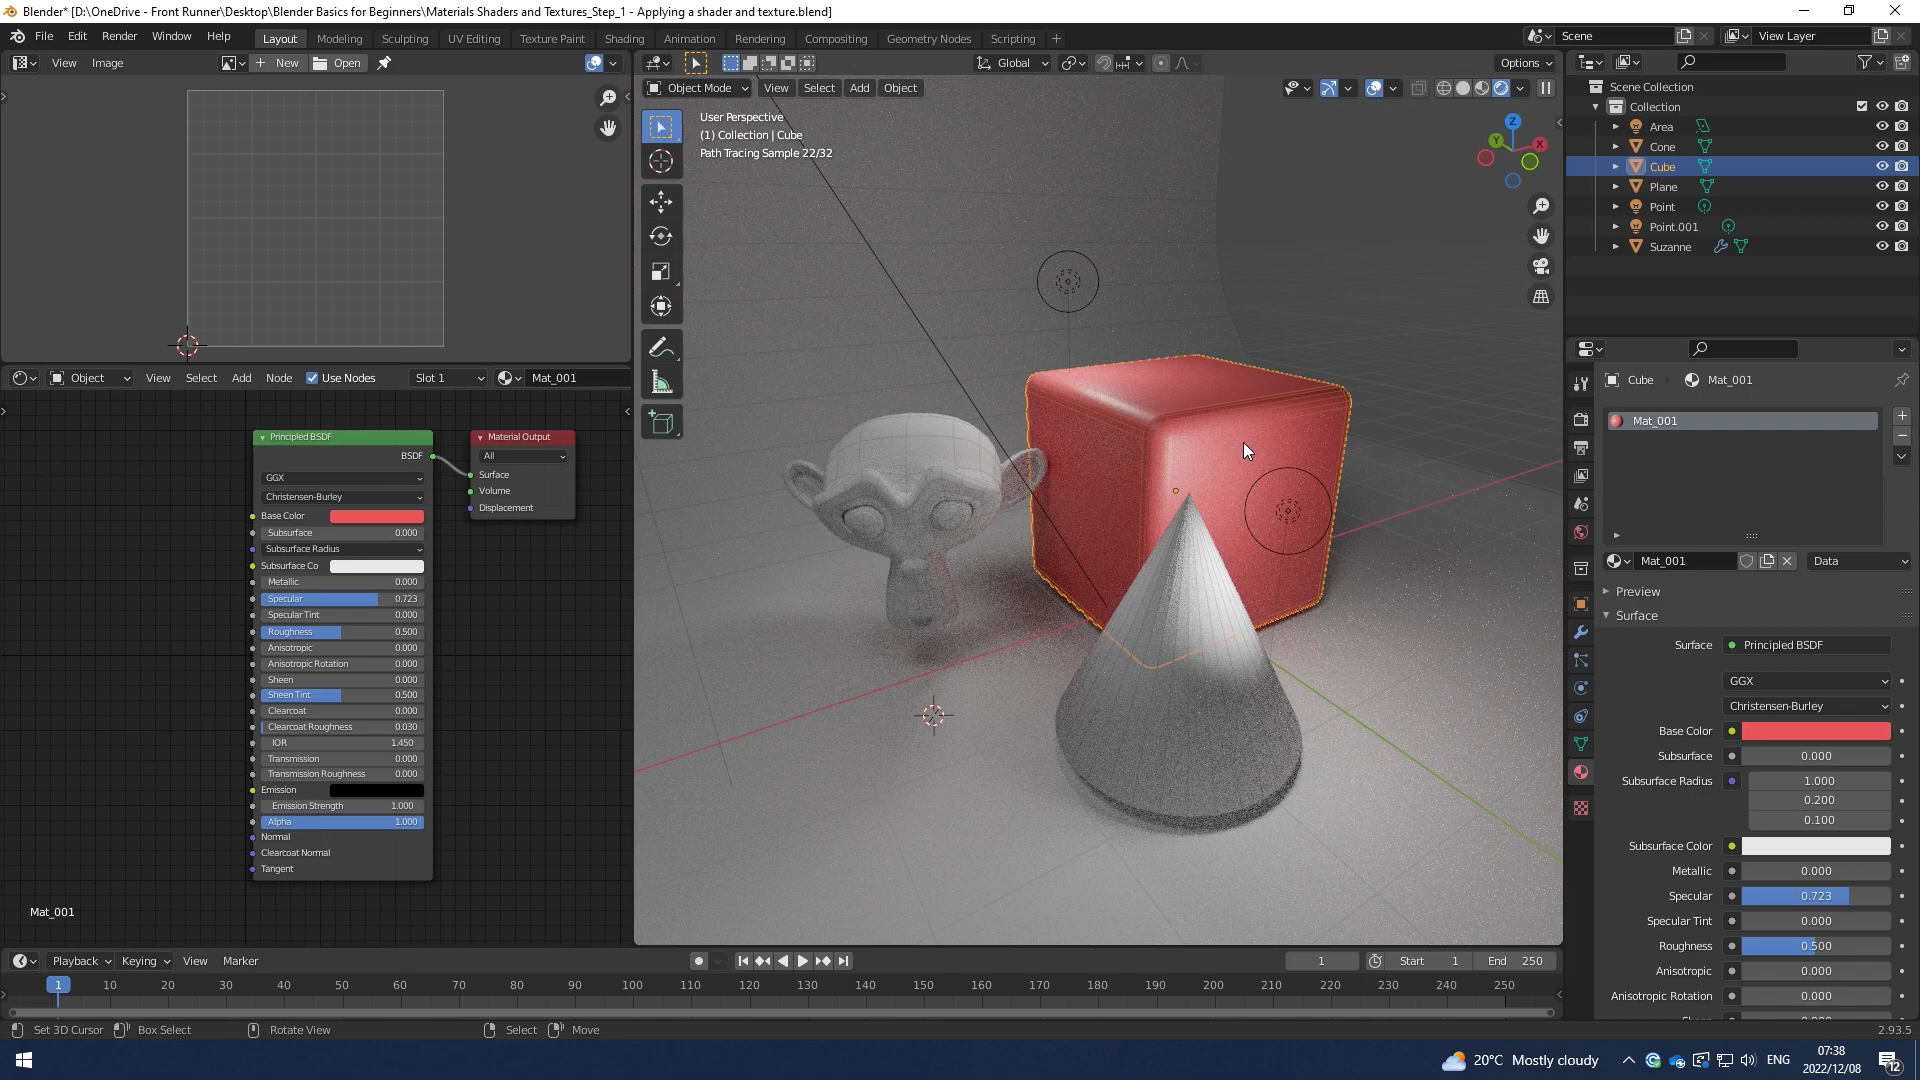 Blender* [D:\OneDrive - Front Runner\Desktop\Blender Basics for Beginners\Materials Shaders and Textures_Step_1 - Applying a shader and texture.blend]
File Edit Render Window Help Layout Modeling Sculpting UV Editing Texture Paint Shading Animation Rendering Compositing Geometry Nodes Scripting + Scene View Layer
View Image + New Open Global Options
Object Mode View Select Add Object
User Perspective
(1) Collection | Cube
Path Tracing Sample 22/32
Z
Y
X
Scene Collection
Collection
Area
Cone
Cube
Plane
Point
Point.001
Suzanne
Object View Select Add Node Use Nodes Slot 1 Mat_001
Principled BSDF
BSDF
GGX
Christensen-Burley
Base Color
Subsurface 0.000
Subsurface Radius
Subsurface Co
Metallic 0.000
Specular 0.723
Specular Tint 0.000
Roughness 0.500
Anisotropic 0.000
Anisotropic Rotation 0.000
Sheen 0.000
Sheen Tint 0.500
Clearcoat 0.000
Clearcoat Roughness 0.030
IOR 1.450
Transmission 0.000
Transmission Roughness 0.000
Emission
Emission Strength 1.000
Alpha 1.000
Normal
Clearcoat Normal
Tangent
Material Output
All
Surface
Volume
Displacement
Mat_001
Cube Mat_001
Mat_001
Mat_001 Data
Preview
Surface
Surface Principled BSDF
GGX
Christensen-Burley
Base Color
Subsurface 0.000
Subsurface Radius 1.000
0.200
0.100
Subsurface Color
Metallic 0.000
Specular 0.723
Specular Tint 0.000
Roughness 0.500
Anisotropic 0.000
Anisotropic Rotation 0.000
Playback Keying View Marker 1 Start 1 End 250
1 10 20 30 40 50 60 70 80 90 100 110 120 130 140 150 160 170 180 190 200 210 220 230 240 250
Set 3D Cursor Box Select Rotate View Select Move 2.93.5
20°C Mostly cloudy ENG 07:38
2022/12/08 12